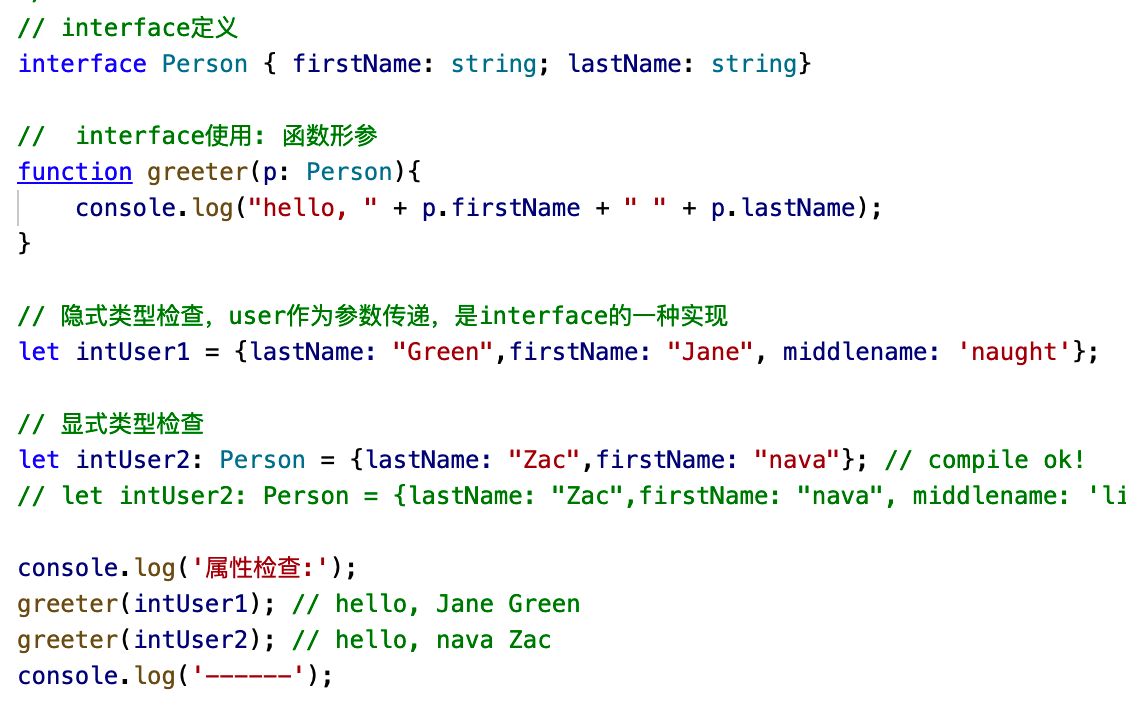 // interface定义
interface Person { firstName: string; lastName: string}
//  interface使用: 函数形参
function greeter(p: Person){
    console.log("hello, " + p.firstName + " " + p.lastName);
}
// 隐式类型检查，user作为参数传递，是interface的一种实现
let intUser1 = {lastName: "Green",firstName: "Jane", middlename: 'naught'};
// 显式类型检查
let intUser2: Person = {lastName: "Zac",firstName: "nava"}; // compile ok!
// let intUser2: Person = {lastName: "Zac",firstName: "nava", middlename: 'li
console.log('属性检查:');
greeter(intUser1); // hello, Jane Green
greeter(intUser2); // hello, nava Zac
console.log('------');